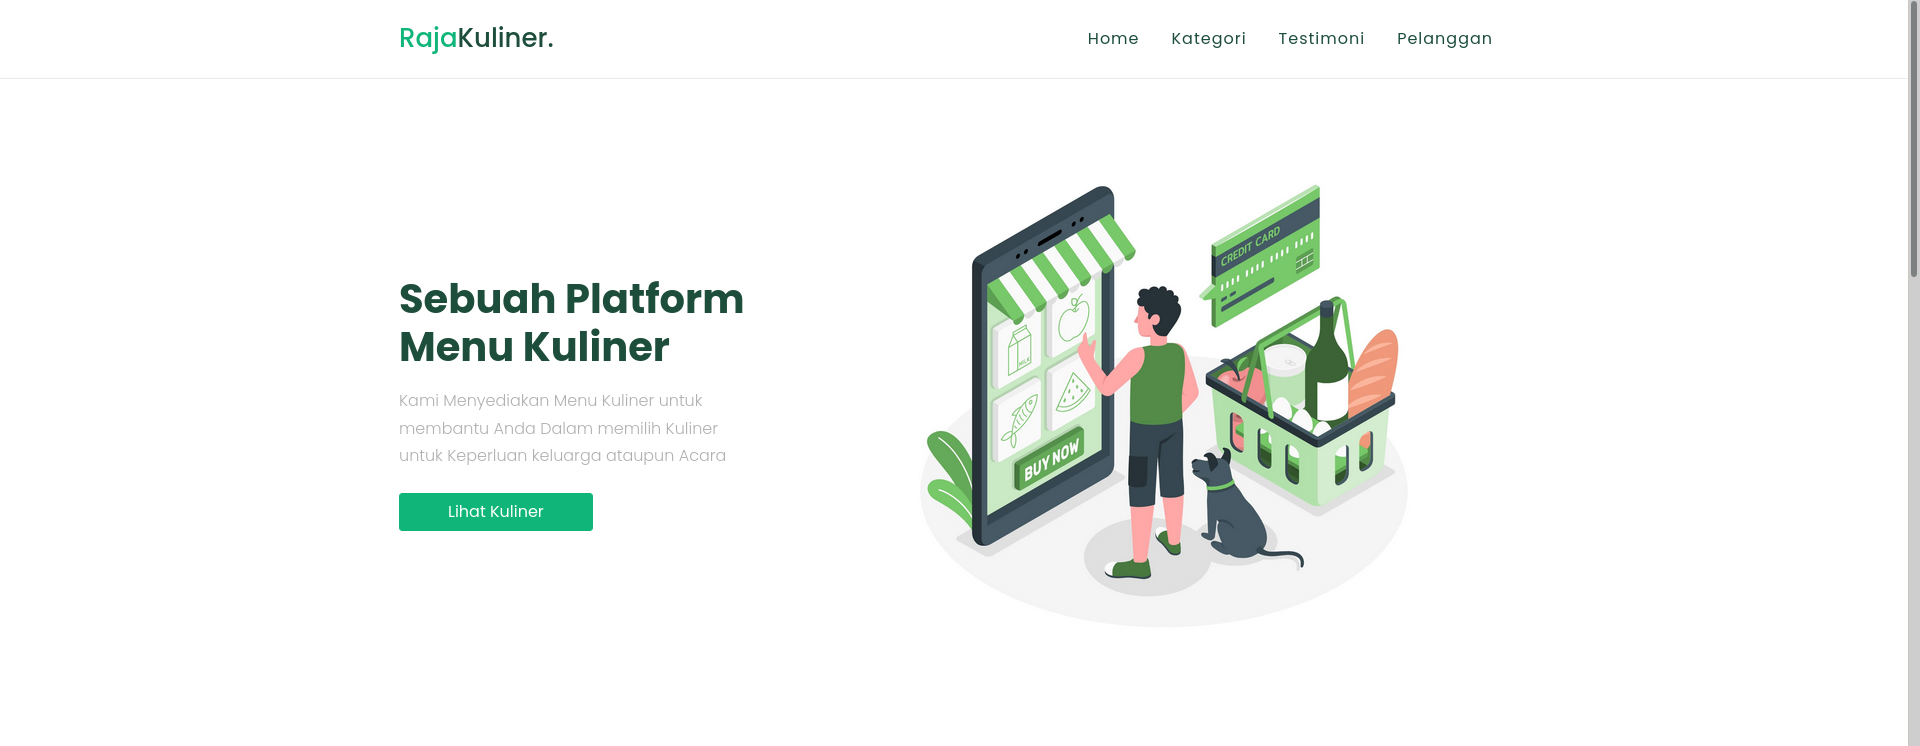 RajaKuliner.
Home Kategori Testimoni Pelanggan
Sebuah Platform
Menu Kuliner
Kami Menyediakan Menu Kuliner untuk
membantu Anda Dalam memilih Kuliner
untuk Keperluan keluarga ataupun Acara
Lihat Kuliner
CREDIT CARD
MILK
BUY NOW